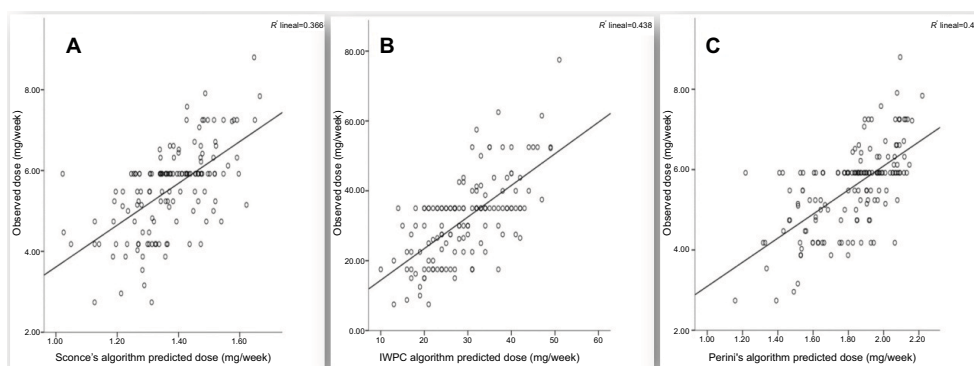 A
R² lineal=0.366
Observed dose (mg/week)
8.00
6.00
4.00
2.00
1.00 1.20 1.40 1.60
Sconce's algorithm predicted dose (mg/week)
B
R² lineal=0.438
Observed dose (mg/week)
80.00
60.00
40.00
20.00
0.00
10 20 30 40 50 60
IWPC algorithm predicted dose (mg/week)
C
R² lineal=0.4
Observed dose (mg/week)
8.00
6.00
4.00
2.00
1.00 1.20 1.40 1.60 1.80 2.00 2.20
Perini's algorithm predicted dose (mg/week)